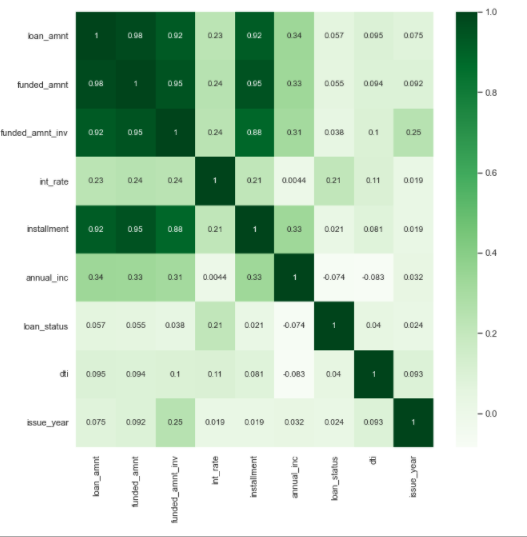 loan_amnt 1 0.98 0.92 0.23 0.92 0.34 0.057 0.095 0.075
funded_amnt 0.98 1 0.95 0.24 0.95 0.33 0.055 0.094 0.092
funded_amnt_inv 0.92 0.95 1 0.24 0.88 0.31 0.038 0.1 0.25
int_rate 0.23 0.24 0.24 1 0.21 0.0044 0.21 0.11 0.019
installment 0.92 0.95 0.88 0.21 1 0.33 0.021 0.081 0.019
annual_inc 0.34 0.33 0.31 0.0044 0.33 1 -0.074 -0.083 0.032
loan_status 0.057 0.055 0.038 0.21 0.021 -0.074 1 0.04 0.024
dti 0.095 0.094 0.1 0.11 0.081 -0.083 0.04 1 0.093
issue_year 0.075 0.092 0.25 0.019 0.019 0.032 0.024 0.093 1
loan_amnt
funded_amnt
funded_amnt_inv
int_rate
installment
annual_inc
loan_status
dti
issue_year
1.0
0.8
0.6
0.4
0.2
0.0